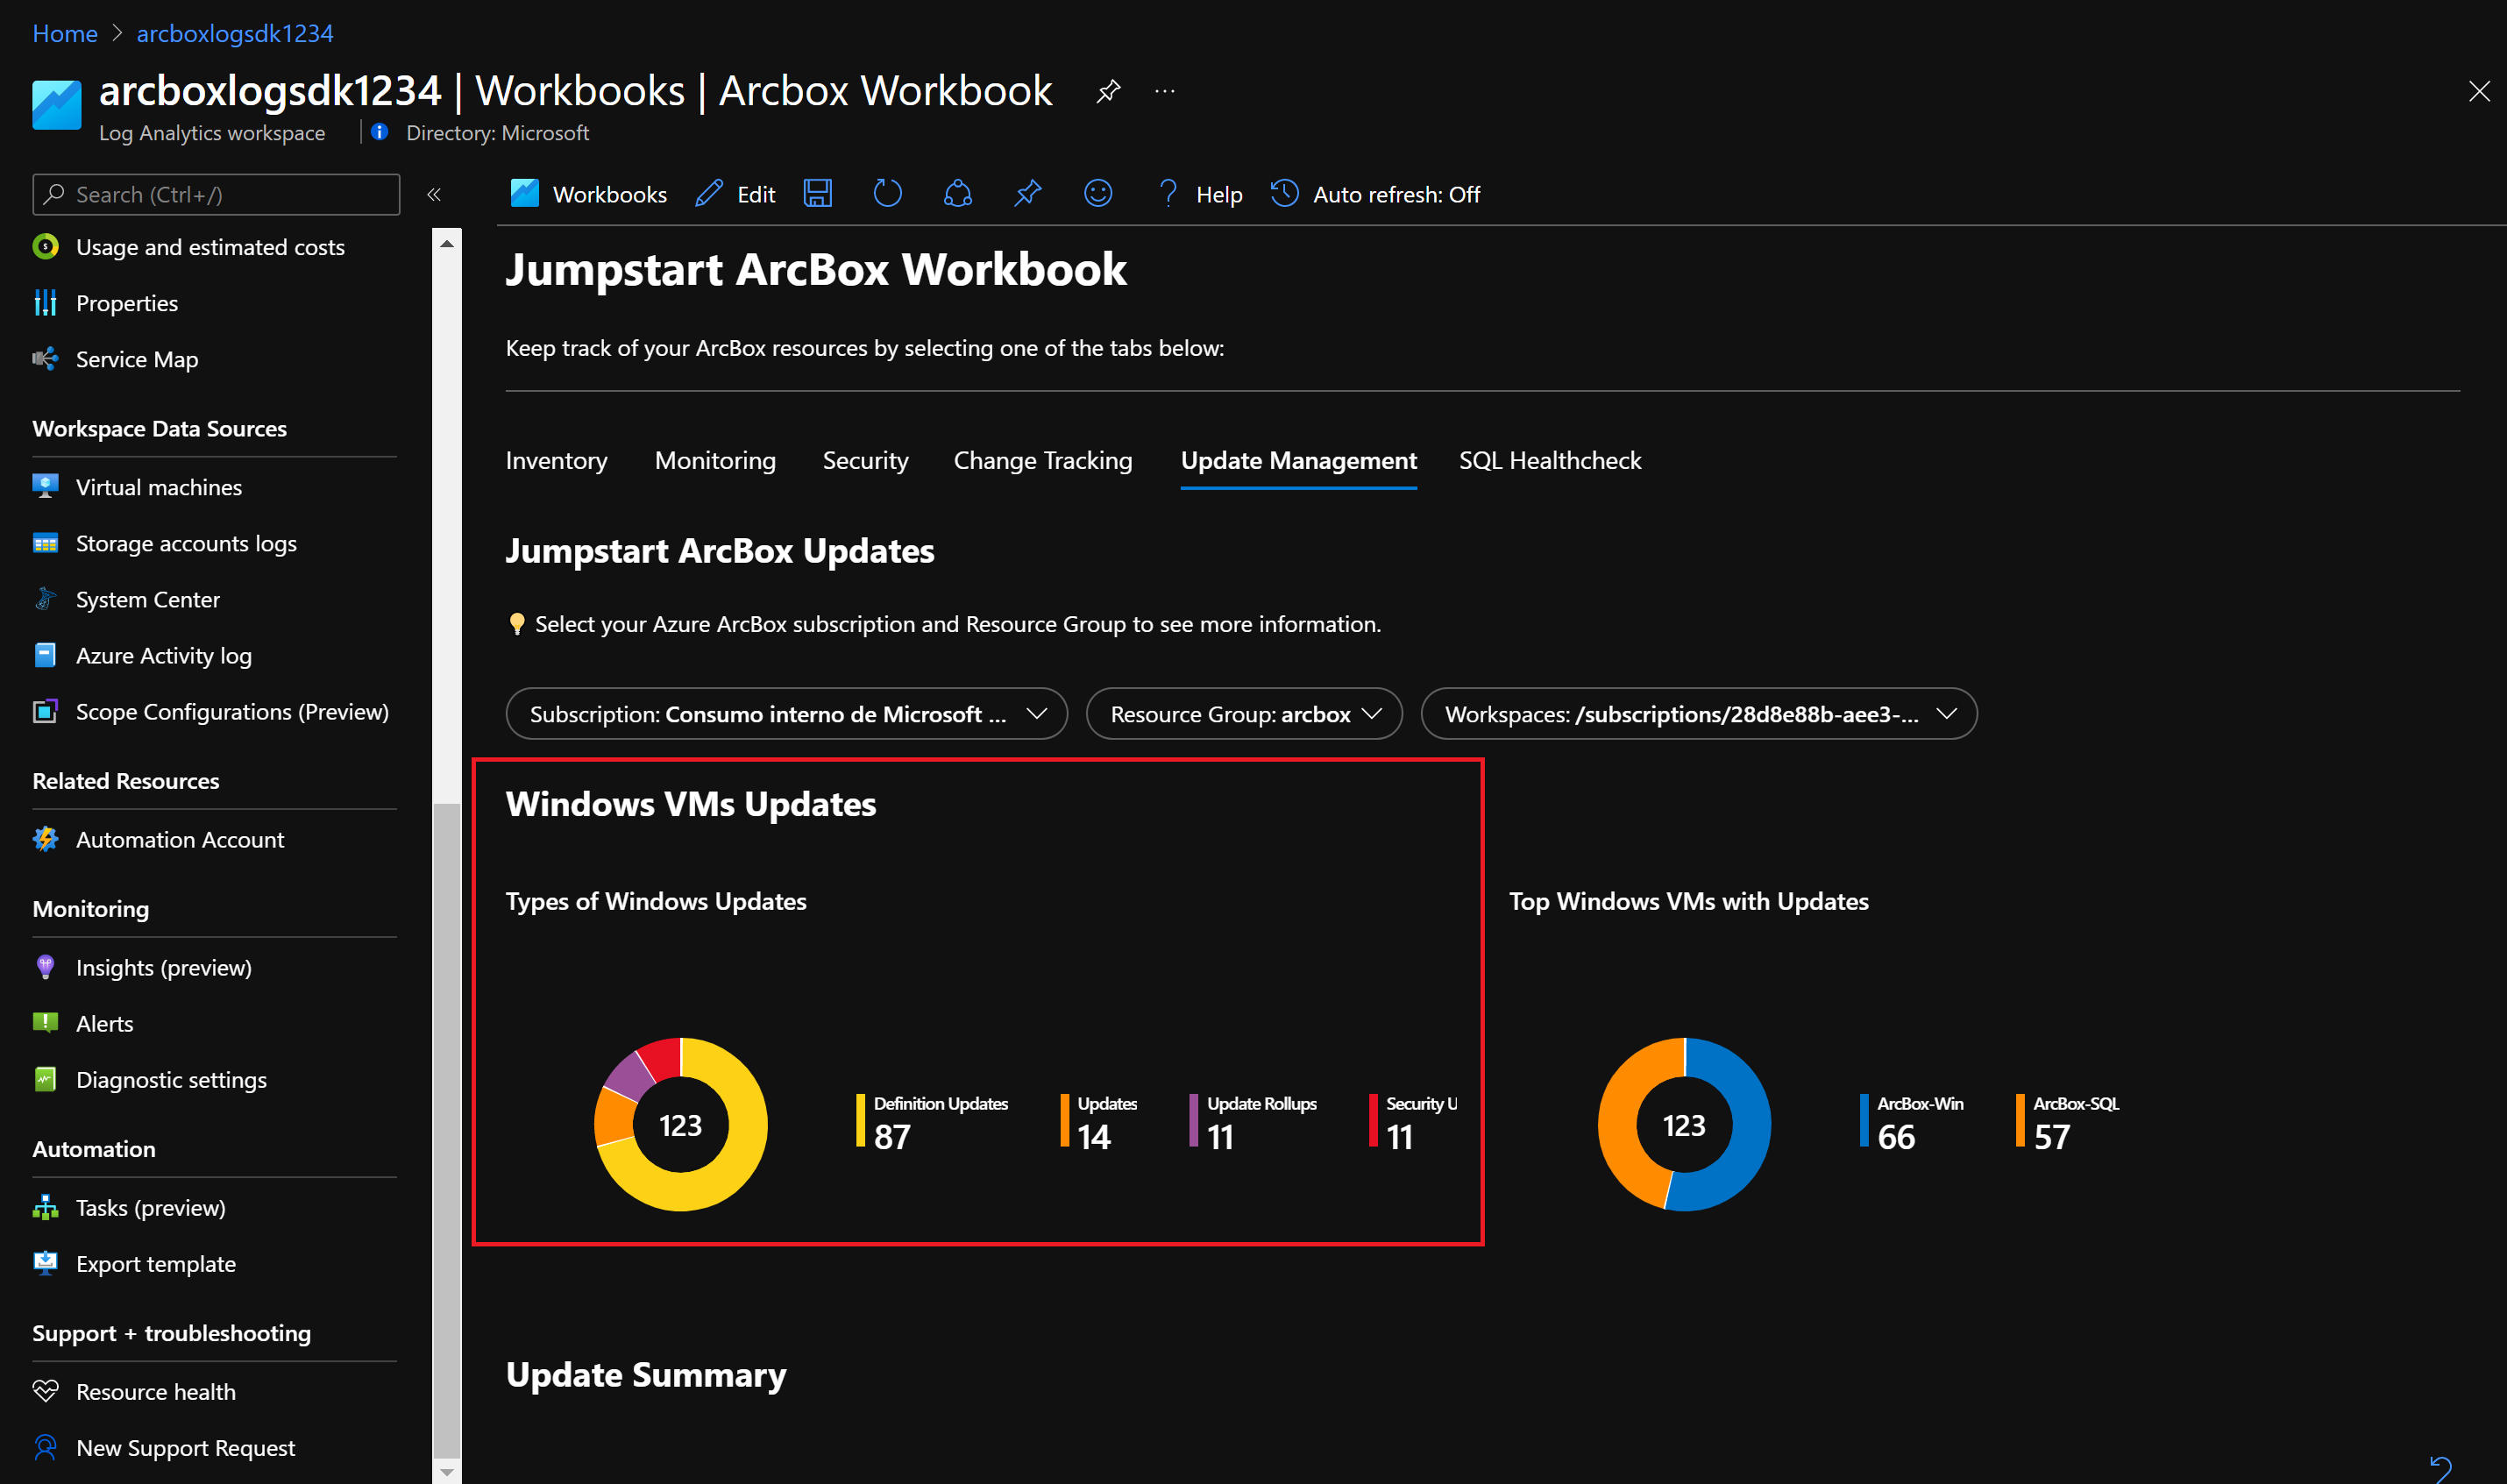 Home > arcboxlogsdk1234
arcboxlogsdk1234 | Workbooks | Arcbox Workbook ...
Log Analytics workspace | Directory: Microsoft
Search (Ctrl+/) «
Workbooks Edit Help Auto refresh: Off
Usage and estimated costs
Properties
Service Map
Workspace Data Sources
Virtual machines
Storage accounts logs
System Center
Azure Activity log
Scope Configurations (Preview)
Related Resources
Automation Account
Monitoring
Insights (preview)
Alerts
Diagnostic settings
Automation
Tasks (preview)
Export template
Support + troubleshooting
Resource health
New Support Request
Jumpstart ArcBox Workbook
Keep track of your ArcBox resources by selecting one of the tabs below:
Inventory Monitoring Security Change Tracking Update Management SQL Healthcheck
Jumpstart ArcBox Updates
Select your Azure ArcBox subscription and Resource Group to see more information.
Subscription: Consumo interno de Microsoft ... Resource Group: arcbox Workspaces: /subscriptions/28d8e88b-aee3-...
Windows VMs Updates
Types of Windows Updates
123
Definition Updates Updates Update Rollups Security U
87 14 11 11
Top Windows VMs with Updates
123
ArcBox-Win ArcBox-SQL
66 57
Update Summary